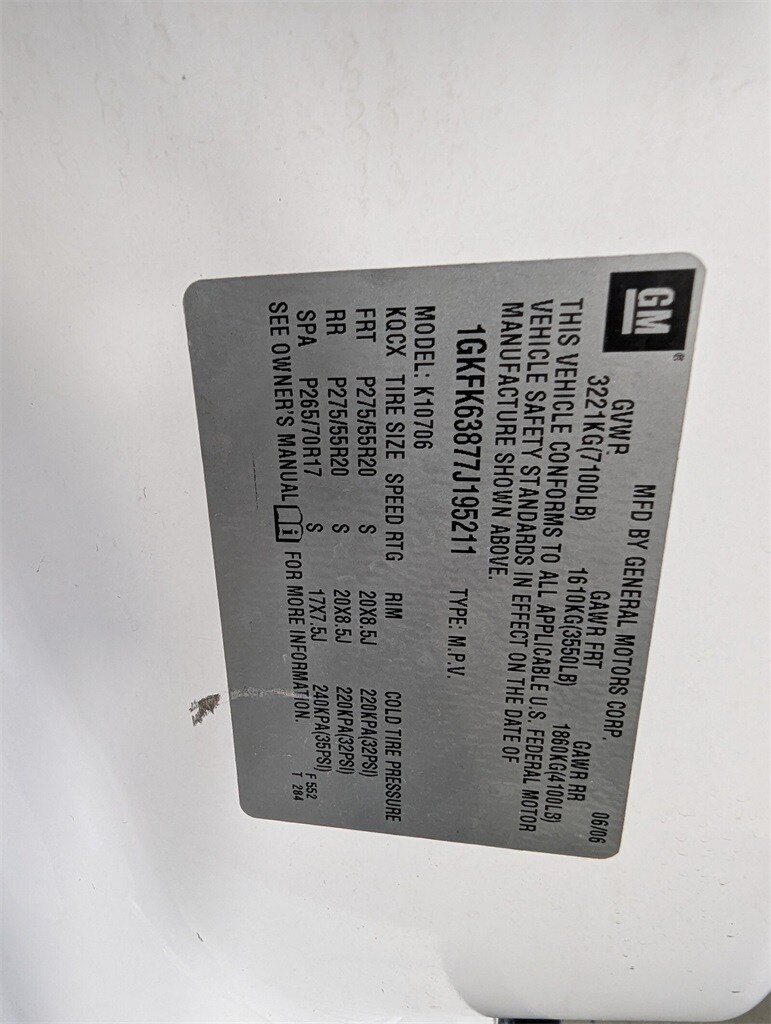 GM®
MFD BY GENERAL MOTORS CORP. 06/06
GVWR GAWR FRT GAWR RR
3221KG(7100LB) 1610KG(3550LB) 1860KG(4100LB)
THIS VEHICLE CONFORMS TO ALL APPLICABLE U.S. FEDERAL MOTOR
VEHICLE SAFETY STANDARDS IN EFFECT ON THE DATE OF
MANUFACTURE SHOWN ABOVE.
1GKFK63877J195211 TYPE: M.P.V.
MODEL: K10706
KQCX TIRE SIZE SPEED RTG RIM COLD TIRE PRESSURE
FRT P275/55R20 S 20X8.5J 220KPA(32PSI)
RR P275/55R20 S 20X8.5J 220KPA(32PSI)
SPA P265/70R17 S 17X7.5J 240KPA(35PSI)
SEE OWNER'S MANUAL FOR MORE INFORMATION.
F 552
T 284